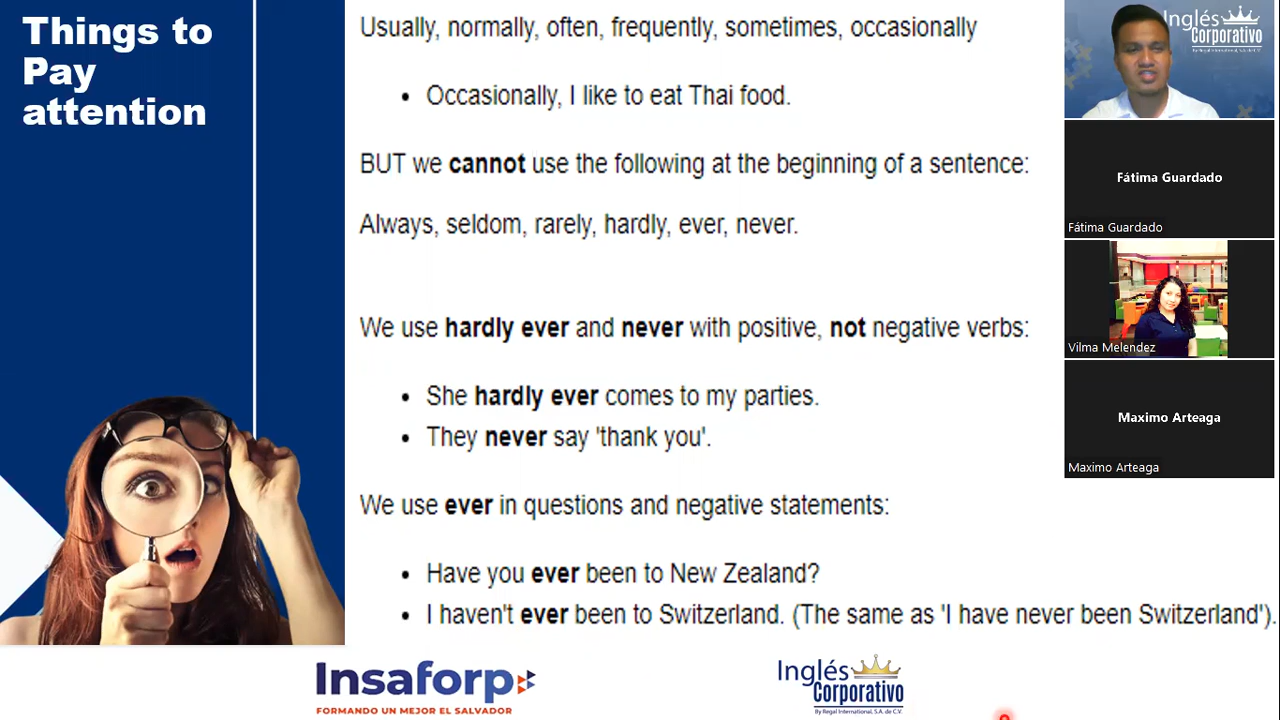 Things to
Pay
attention
Usually, normally, often, frequently, sometimes, occasionally
• Occasionally, I like to eat Thai food.
BUT we cannot use the following at the beginning of a sentence:
Always, seldom, rarely, hardly, ever, never.
We use hardly ever and never with positive, not negative verbs:
• She hardly ever comes to my parties.
• They never say 'thank you'.
We use ever in questions and negative statements:
• Have you ever been to New Zealand?
• I haven't ever been to Switzerland. (The same as 'I have never been Switzerland').
Inglés
Corporativo
By Regal International, S.A. de C.V.
Fátima Guardado
Fátima Guardado
Vilma Melendez
Maximo Arteaga
Maximo Arteaga
Insaforp
FORMANDO UN MEJOR EL SALVADOR
Inglés
Corporativo
By Regal International, S.A. de C.V.